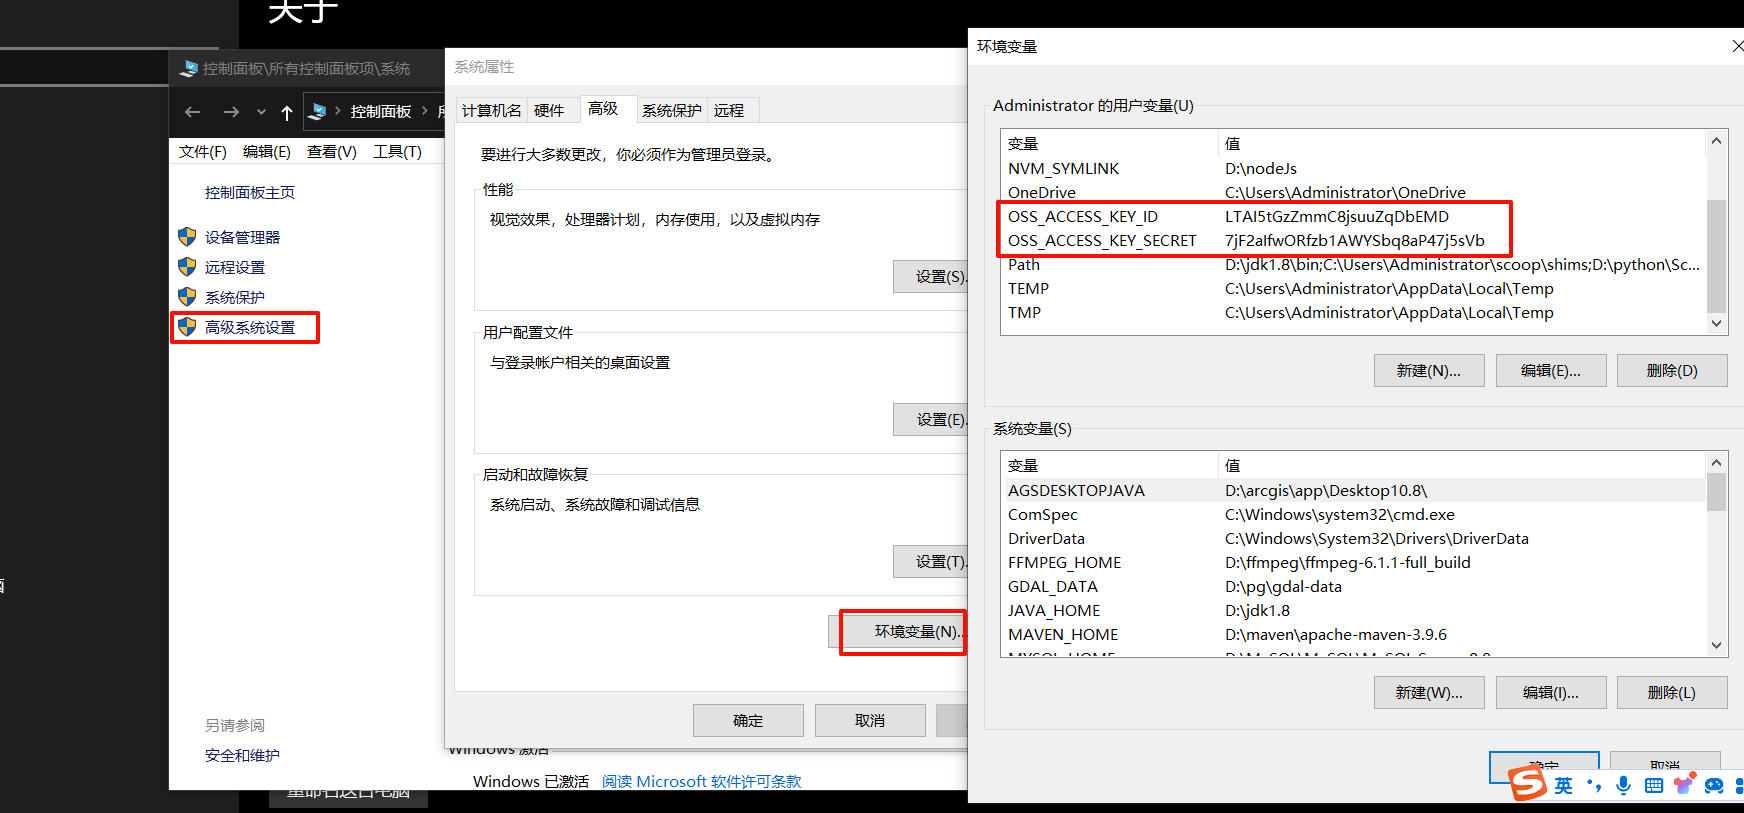 关于
控制面板\所有控制面板项\系统
控制面板
文件(F) 编辑(E) 查看(V) 工具(T)
控制面板主页
设备管理器
远程设置
系统保护
高级系统设置
另请参阅
安全和维护
系统属性
计算机名 硬件 高级 系统保护 远程
要进行大多数更改，你必须作为管理员登录。
性能
视觉效果，处理器计划，内存使用，以及虚拟内存
设置(S)...
用户配置文件
与登录帐户相关的桌面设置
设置(E)...
启动和故障恢复
系统启动、系统故障和调试信息
设置(T)...
环境变量(N)...
确定 取消
Windows 激活
Windows 已激活 阅读 Microsoft 软件许可条款
重命名这台电脑
环境变量
Administrator 的用户变量(U)
变量 值
NVM_SYMLINK D:\nodeJs
OneDrive C:\Users\Administrator\OneDrive
OSS_ACCESS_KEY_ID LTAI5tGzZmmC8jsuuZqDbEMD
OSS_ACCESS_KEY_SECRET 7jF2aIfwORfzb1AWYSbq8aP47j5sVb
Path D:\jdk1.8\bin;C:\Users\Administrator\scoop\shims;D:\python\Sc...
TEMP C:\Users\Administrator\AppData\Local\Temp
TMP C:\Users\Administrator\AppData\Local\Temp
新建(N)... 编辑(E)... 删除(D)
系统变量(S)
变量 值
AGSDESKTOPJAVA D:\arcgis\app\Desktop10.8\
ComSpec C:\Windows\system32\cmd.exe
DriverData C:\Windows\System32\Drivers\DriverData
FFMPEG_HOME D:\ffmpeg\ffmpeg-6.1.1-full_build
GDAL_DATA D:\pg\gdal-data
JAVA_HOME D:\jdk1.8
MAVEN_HOME D:\maven\apache-maven-3.9.6
新建(W)... 编辑(I)... 删除(L)
确定 取消
英